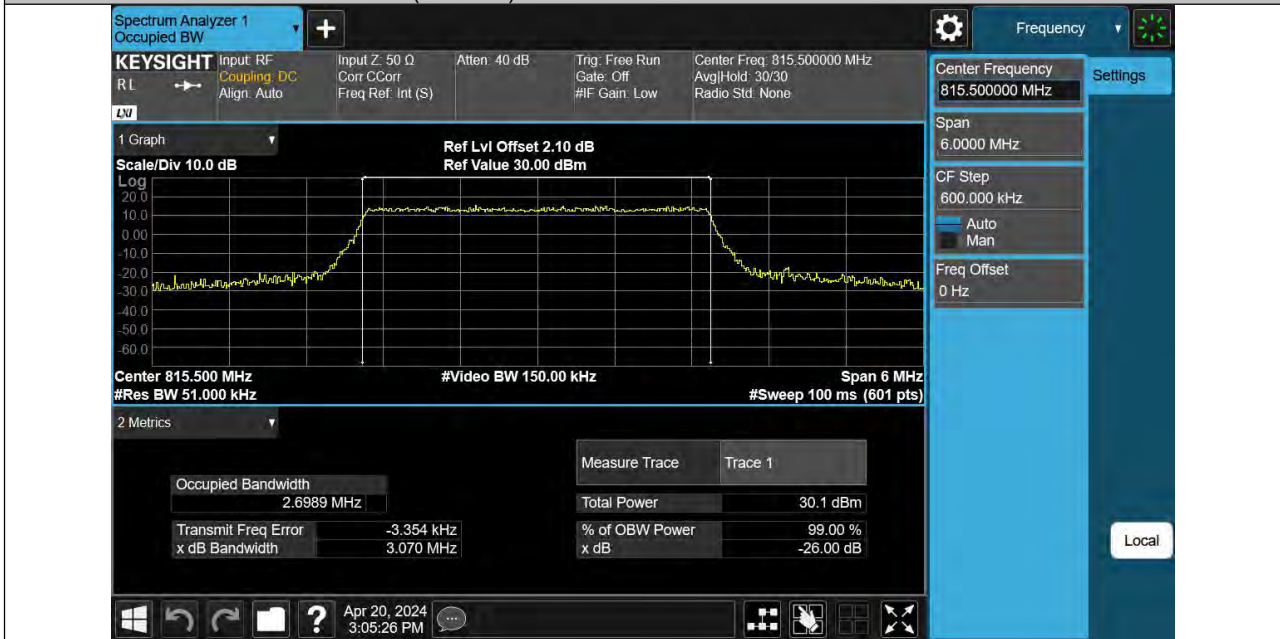 Spectrum Analyzer 1
Occupied BW
+
Frequency
KEYSIGHT
RL
LXI
Input: RF
Coupling: DC
Align: Auto
Input Z: 50 Ω
Corr CCorr
Freq Ref: Int (S)
Atten: 40 dB
Trig: Free Run
Gate: Off
#IF Gain: Low
Center Freq: 815.500000 MHz
Avg|Hold: 30/30
Radio Std: None
Center Frequency
815.500000 MHz
Settings
Span
6.0000 MHz
CF Step
600.000 kHz
Auto
Man
Freq Offset
0 Hz
Local
1 Graph
Scale/Div 10.0 dB
Ref Lvl Offset 2.10 dB
Ref Value 30.00 dBm
Log
20.0
10.0
0.00
-10.0
-20.0
-30.0
-40.0
-50.0
-60.0
Center 815.500 MHz
#Video BW 150.00 kHz
Span 6 MHz
#Res BW 51.000 kHz
#Sweep 100 ms (601 pts)
2 Metrics
Measure Trace
Trace 1
Occupied Bandwidth
2.6989 MHz
Total Power
30.1 dBm
Transmit Freq Error
-3.354 kHz
% of OBW Power
99.00 %
x dB Bandwidth
3.070 MHz
x dB
-26.00 dB
?
Apr 20, 2024
3:05:26 PM